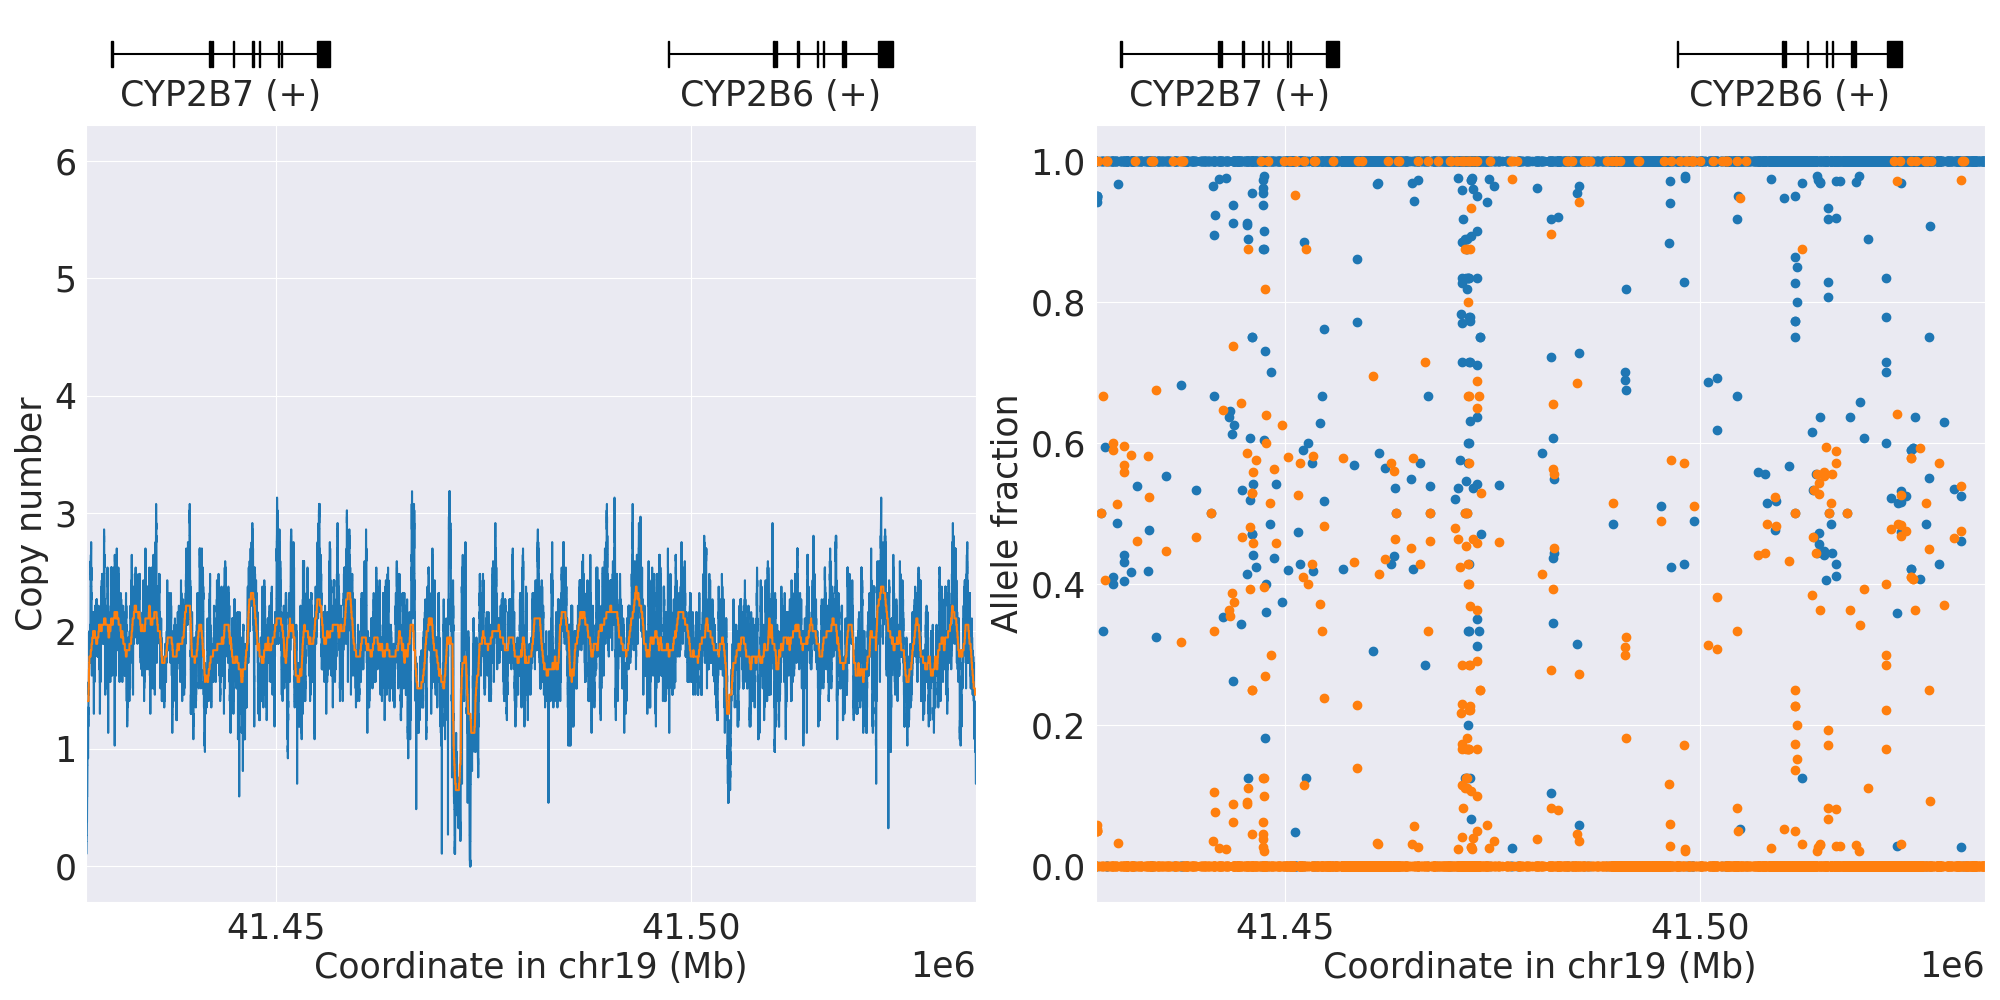 CYP2B7 (+)
CYP2B6 (+)
Copy number
6
5
4
3
2
1
0
41.45
41.50
Coordinate in chr19 (Mb)
1e6
CYP2B7 (+)
CYP2B6 (+)
Allele fraction
1.0
0.8
0.6
0.4
0.2
0.0
41.45
41.50
Coordinate in chr19 (Mb)
1e6